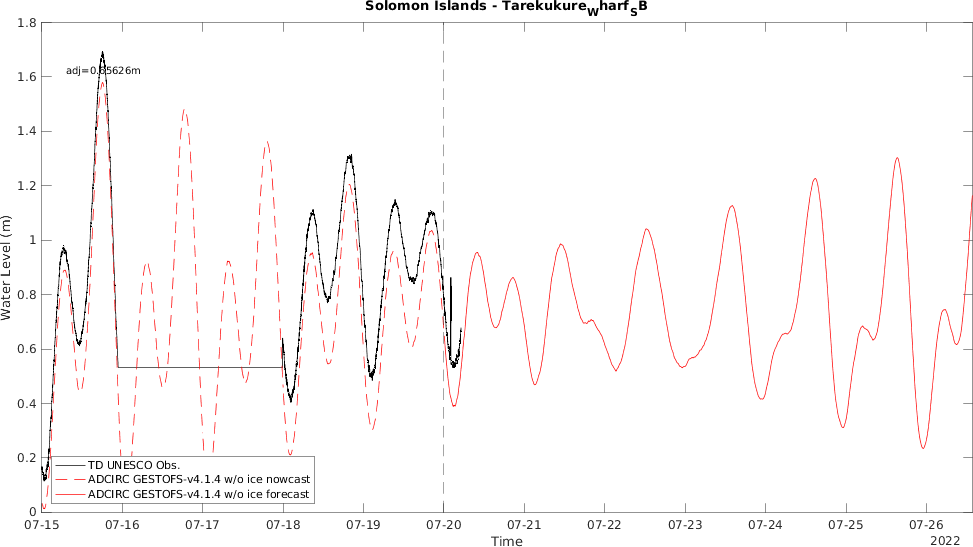 Solomon Islands - Tarekukure_Wharf_SB
1.8
adj=0.65626m
1.6
1.4
1.2
1
0.8
0.6
0.4
0.2
0
Water Level (m)
TD UNESCO Obs.
ADCIRC GESTOFS-v4.1.4 w/o ice nowcast
ADCIRC GESTOFS-v4.1.4 w/o ice forecast
07-15 07-16 07-17 07-18 07-19 07-20 07-21 07-22 07-23 07-24 07-25 07-26
Time
2022